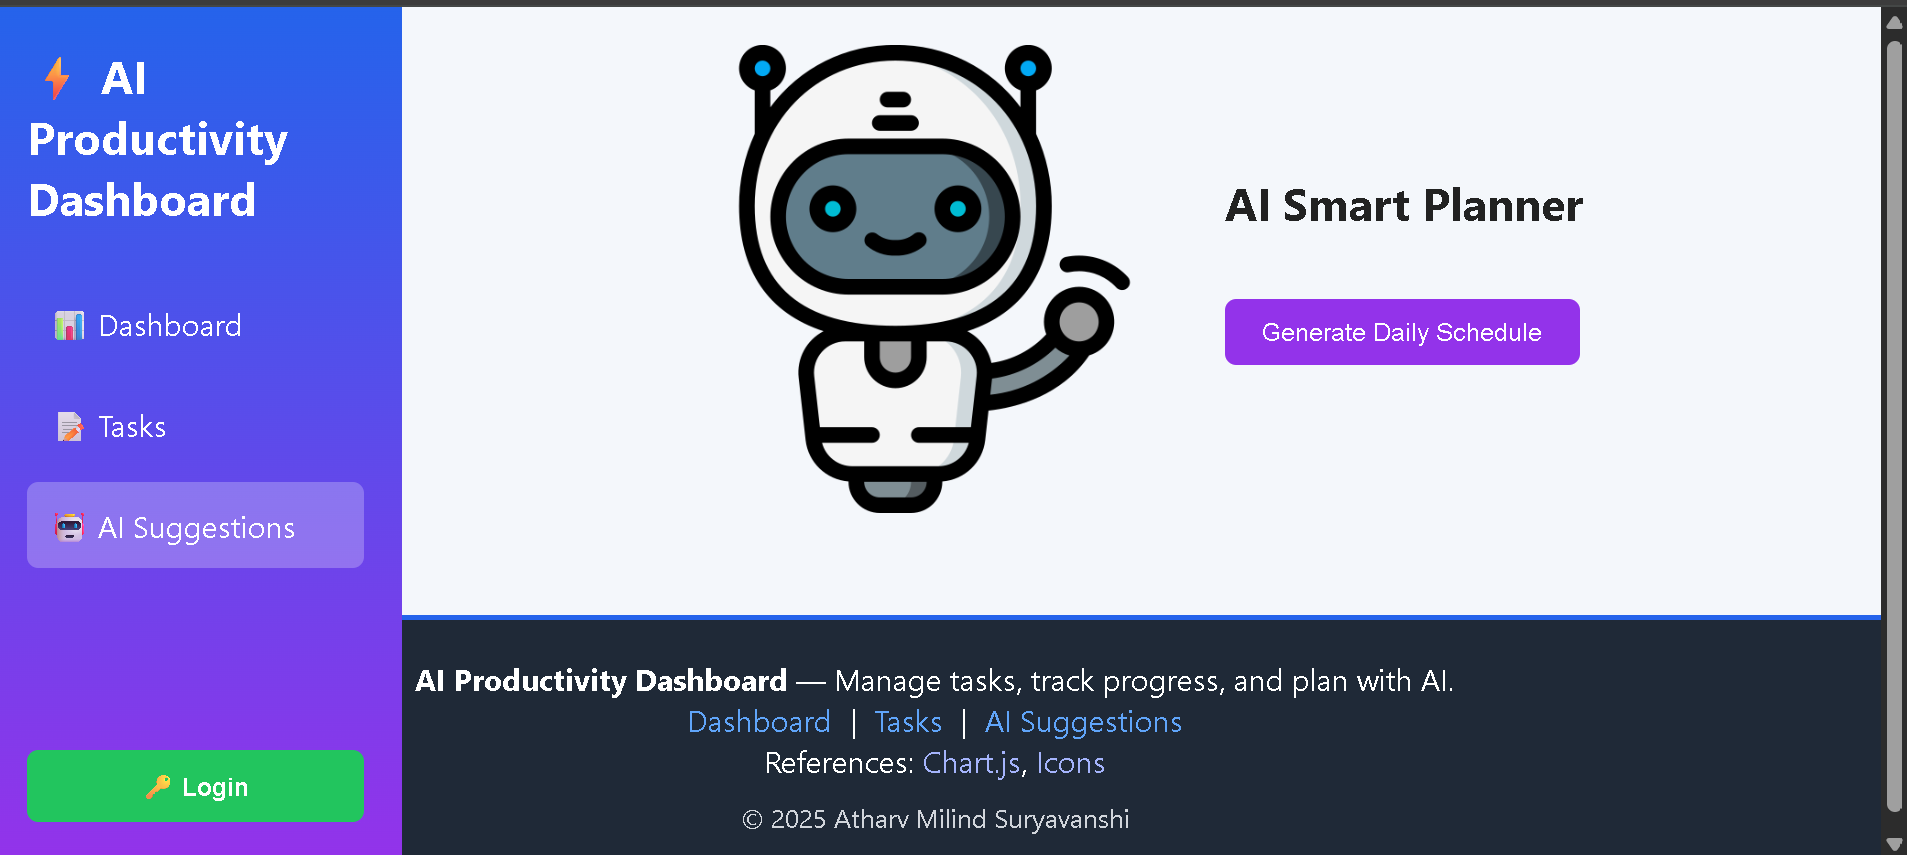 ⚡ AI
Productivity
Dashboard
📊 Dashboard
📝 Tasks
🤖 AI Suggestions
🔑 Login
AI Smart Planner
Generate Daily Schedule
AI Productivity Dashboard — Manage tasks, track progress, and plan with AI.
Dashboard | Tasks | AI Suggestions
References: Chart.js, Icons
© 2025 Atharv Milind Suryavanshi